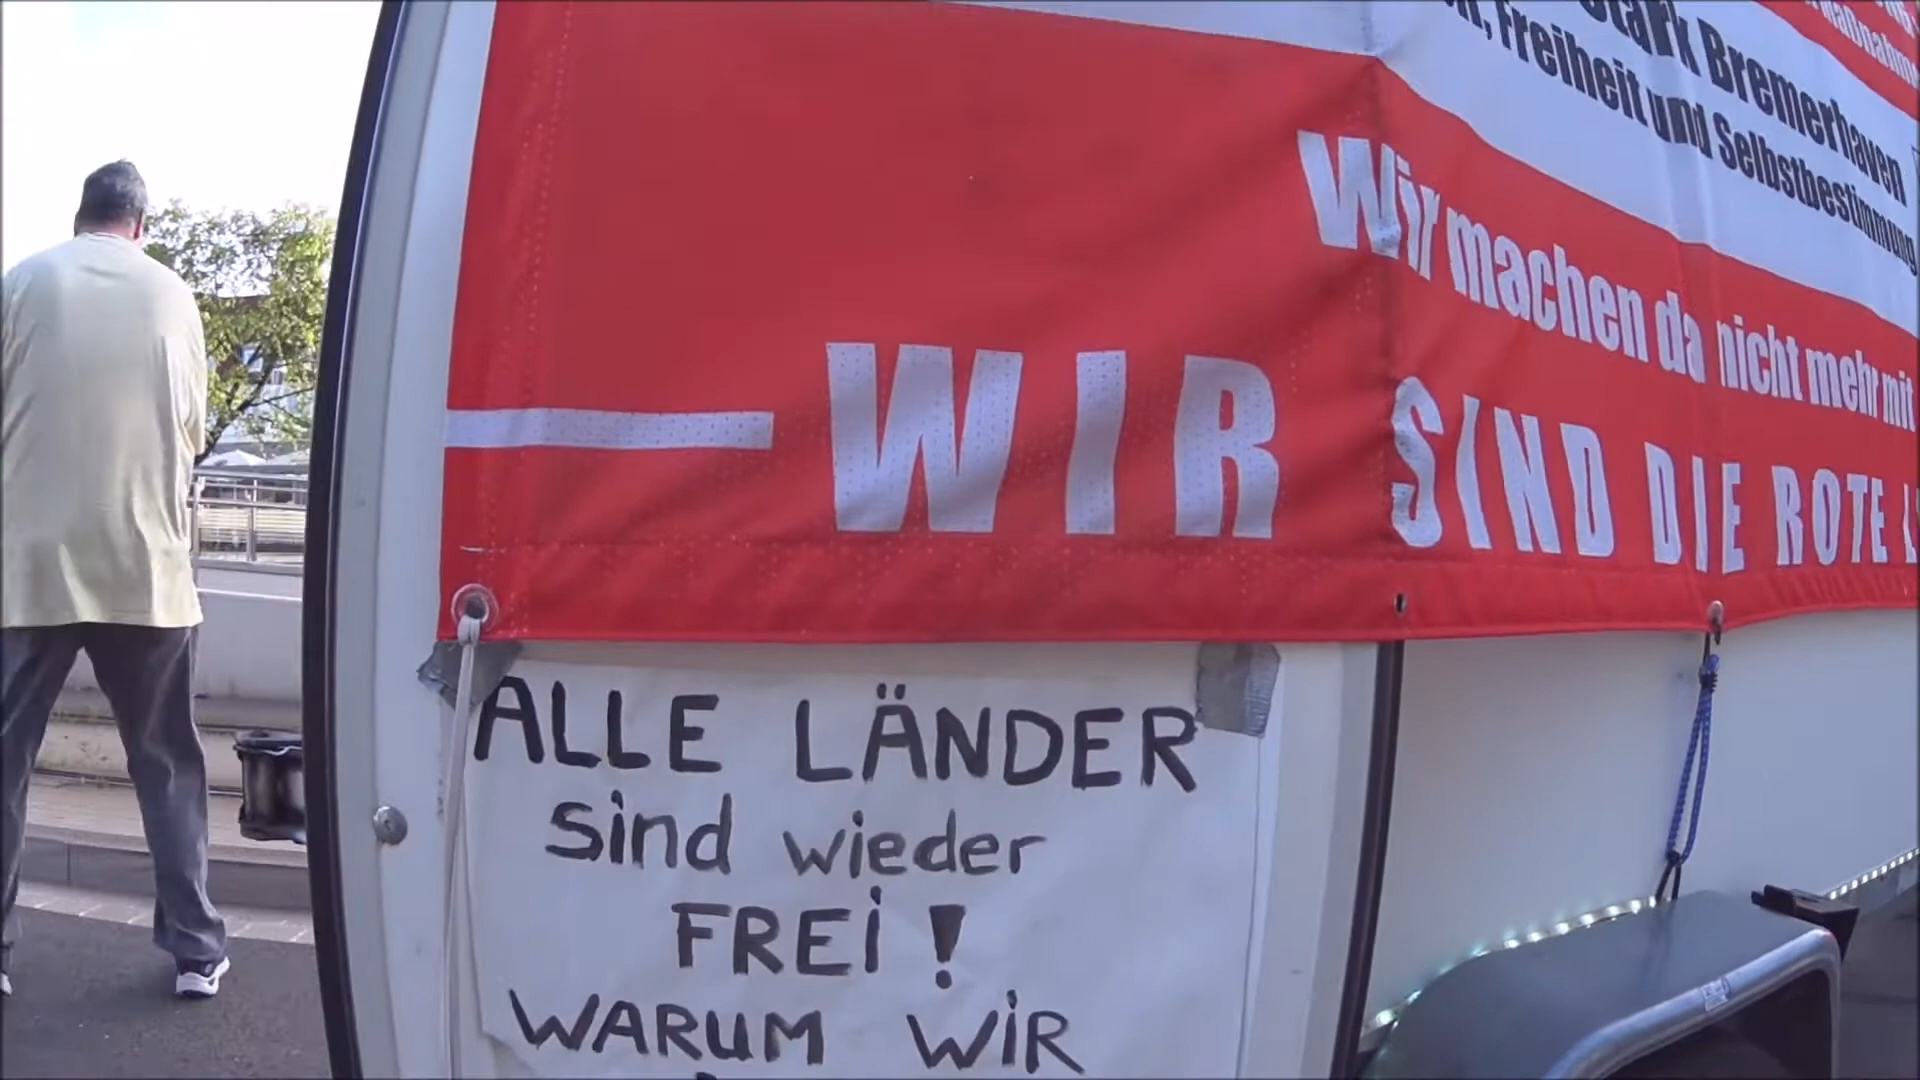 Stark Bremerhaven
Freiheit und Selbstbestimmung
Wir machen da nicht mehr mit
WIR SIND DIE ROTE
ALLE LÄNDER
sind wieder
FREI !
WARUM WIR